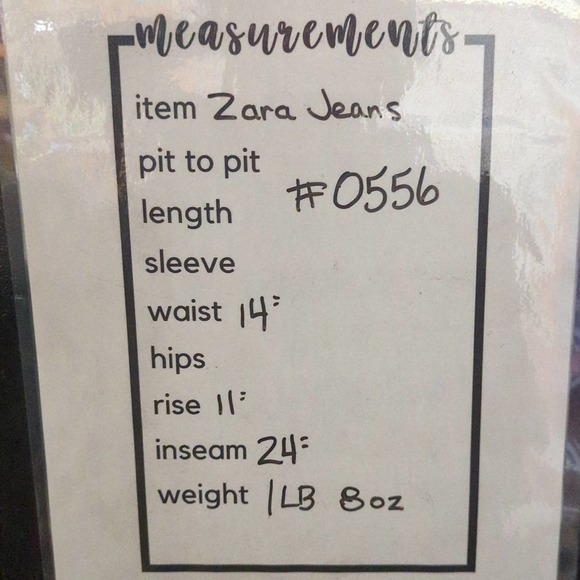 measurements
item Zara Jeans
pit to pit
#0556
length
sleeve
waist 14"
hips
rise 11"
inseam 24"
weight 1LB 8oz